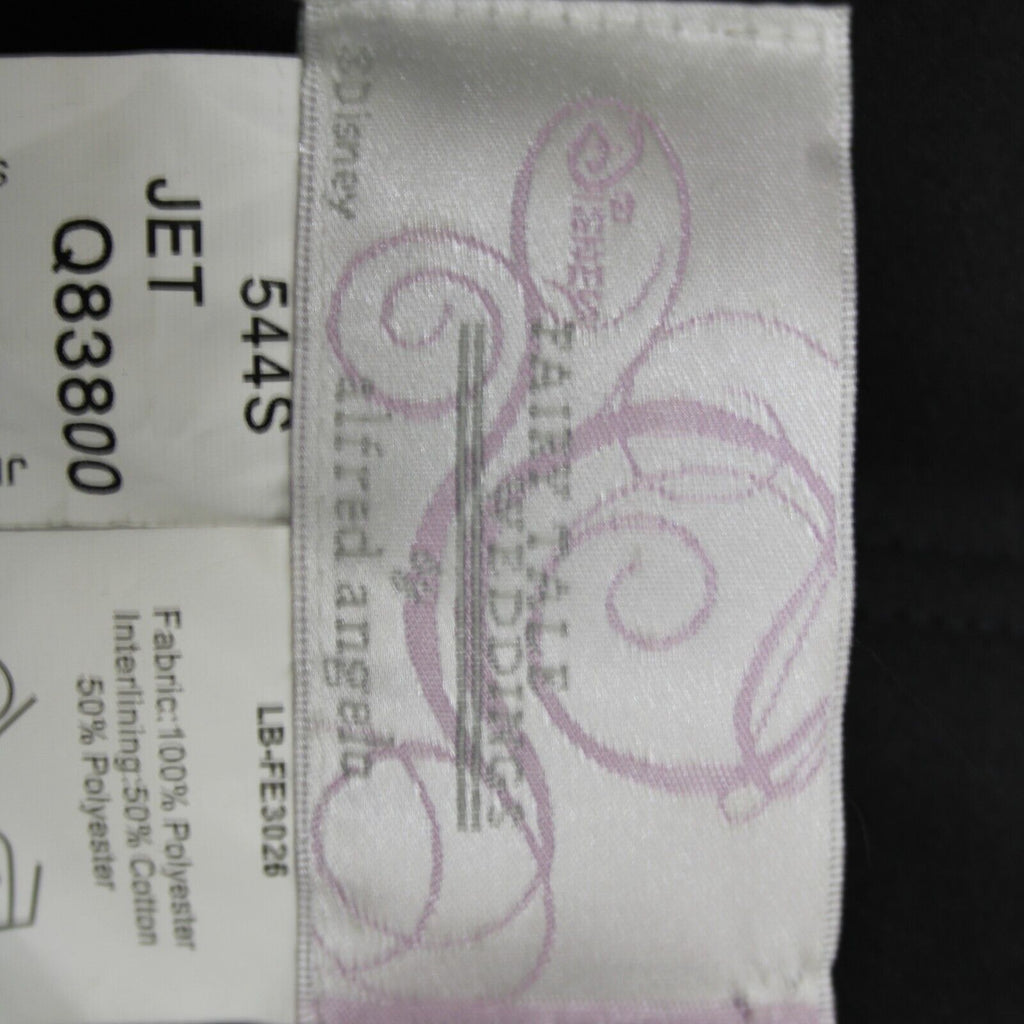 Disney
FAIRY TALE
WEDDINGS
by
alfred angelo
©Disney
544S
JET
Q83800
LB-FE3026
Fabric:100% Polyester
Interlining:50% Cotton
50% Polyester